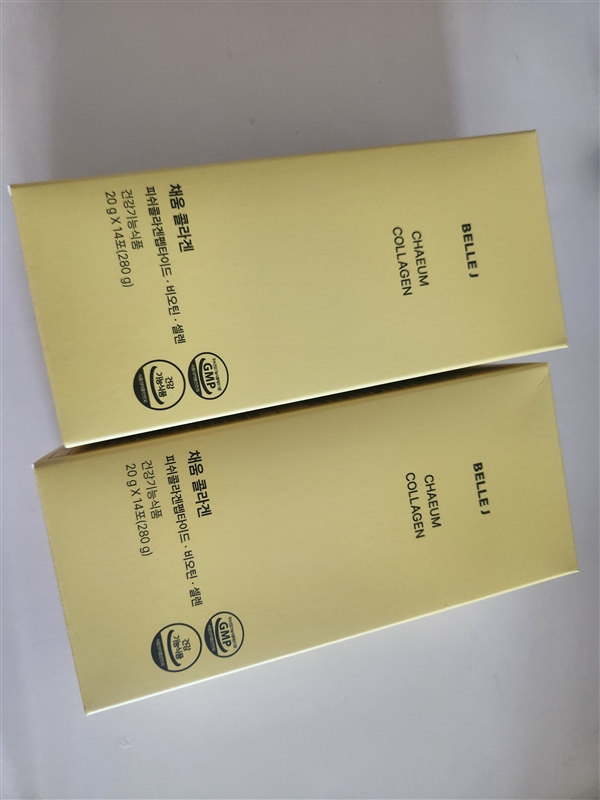 BELLE J
CHAEUM
COLLAGEN
채움 콜라겐
피쉬콜라겐펩타이드 · 비오틴 · 셀렌
건강기능식품
20 g X 14포(280 g)
GMP
건강
기능식품
BELLE J
CHAEUM
COLLAGEN
채움 콜라겐
피쉬콜라겐펩타이드 · 비오틴 · 셀렌
건강기능식품
20 g X 14포(280 g)
GMP
건강
기능식품